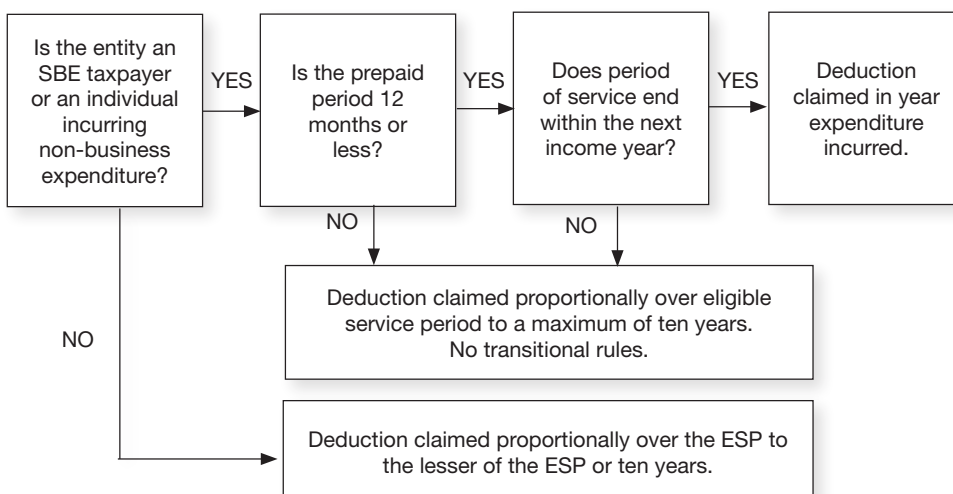 Is the entity an
SBE taxpayer
or an individual
incurring
non-business
expenditure?
YES
Is the prepaid
period 12
months or
less?
YES
Does period
of service end
within the next
income year?
YES
Deduction
claimed in year
expenditure
incurred.
NO
NO
Deduction claimed proportionally over eligible
service period to a maximum of ten years.
No transitional rules.
NO
Deduction claimed proportionally over the ESP to
the lesser of the ESP or ten years.